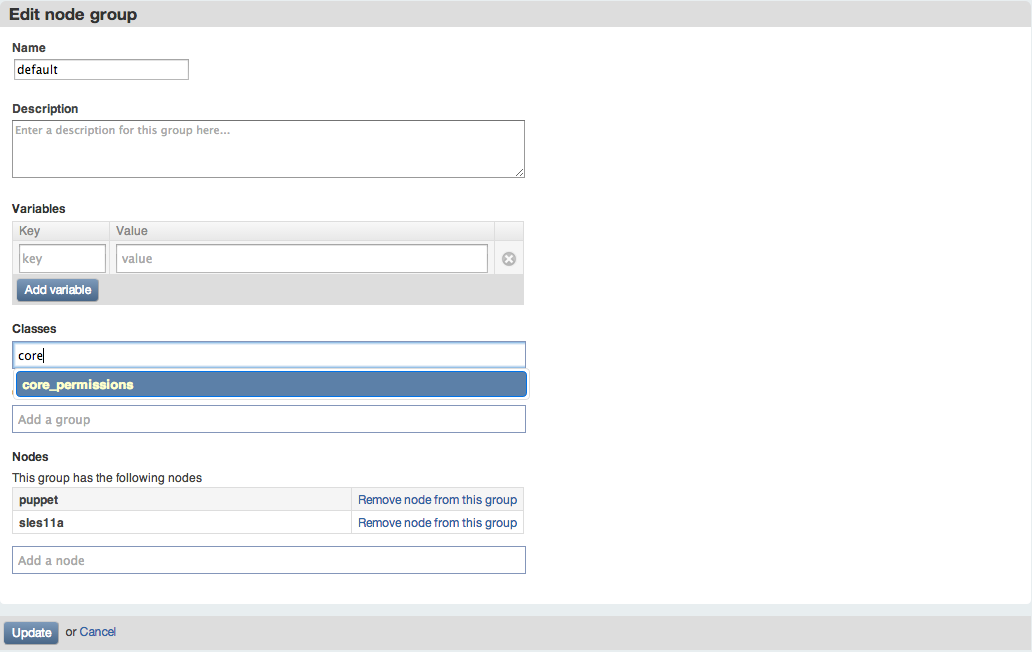 Edit node group
Name
default
Description
Enter a description for this group here...
Variables
Key Value
key value
Add variable
Classes
core
core_permissions
Add a group
Nodes
This group has the following nodes
puppet Remove node from this group
sles11a Remove node from this group
Add a node
Update or Cancel